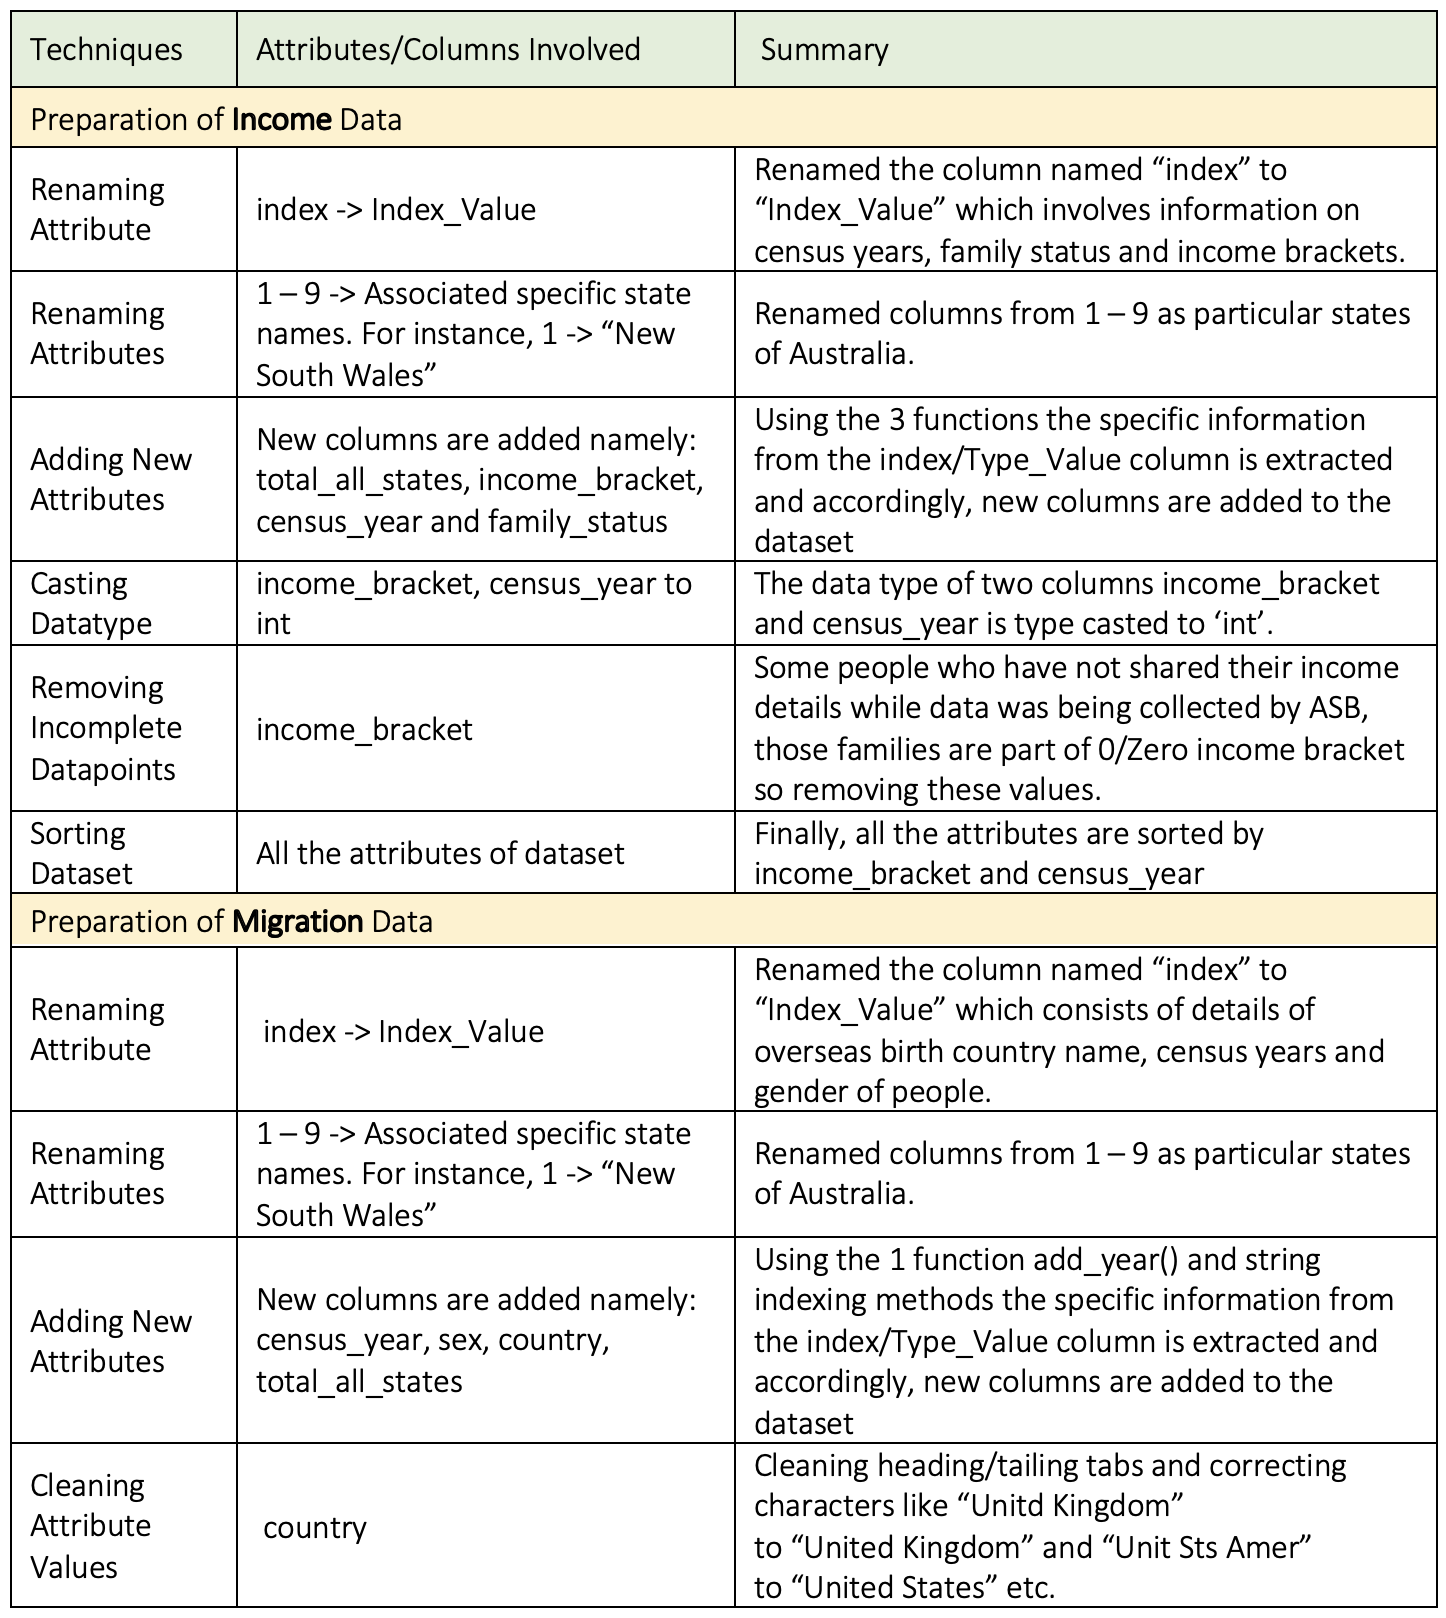 Techniques
Attributes/Columns Involved
Summary
Preparation of Income Data
Renaming
Attribute
index -> Index_Value
Renamed the column named “index” to
“Index_Value” which involves information on
census years, family status and income brackets.
Renaming
Attributes
1 – 9 -> Associated specific state
names. For instance, 1 -> “New
South Wales”
Renamed columns from 1 – 9 as particular states
of Australia.
Adding New
Attributes
New columns are added namely:
total_all_states, income_bracket,
census_year and family_status
Using the 3 functions the specific information
from the index/Type_Value column is extracted
and accordingly, new columns are added to the
dataset
Casting
Datatype
income_bracket, census_year to
int
The data type of two columns income_bracket
and census_year is type casted to ‘int’.
Removing
Incomplete
Datapoints
income_bracket
Some people who have not shared their income
details while data was being collected by ASB,
those families are part of 0/Zero income bracket
so removing these values.
Sorting
Dataset
All the attributes of dataset
Finally, all the attributes are sorted by
income_bracket and census_year
Preparation of Migration Data
Renaming
Attribute
index -> Index_Value
Renamed the column named “index” to
“Index_Value” which consists of details of
overseas birth country name, census years and
gender of people.
Renaming
Attributes
1 – 9 -> Associated specific state
names. For instance, 1 -> “New
South Wales”
Renamed columns from 1 – 9 as particular states
of Australia.
Adding New
Attributes
New columns are added namely:
census_year, sex, country,
total_all_states
Using the 1 function add_year() and string
indexing methods the specific information from
the index/Type_Value column is extracted and
accordingly, new columns are added to the
dataset
Cleaning
Attribute
Values
country
Cleaning heading/tailing tabs and correcting
characters like “Unitd Kingdom”
to “United Kingdom” and “Unit Sts Amer”
to “United States” etc.